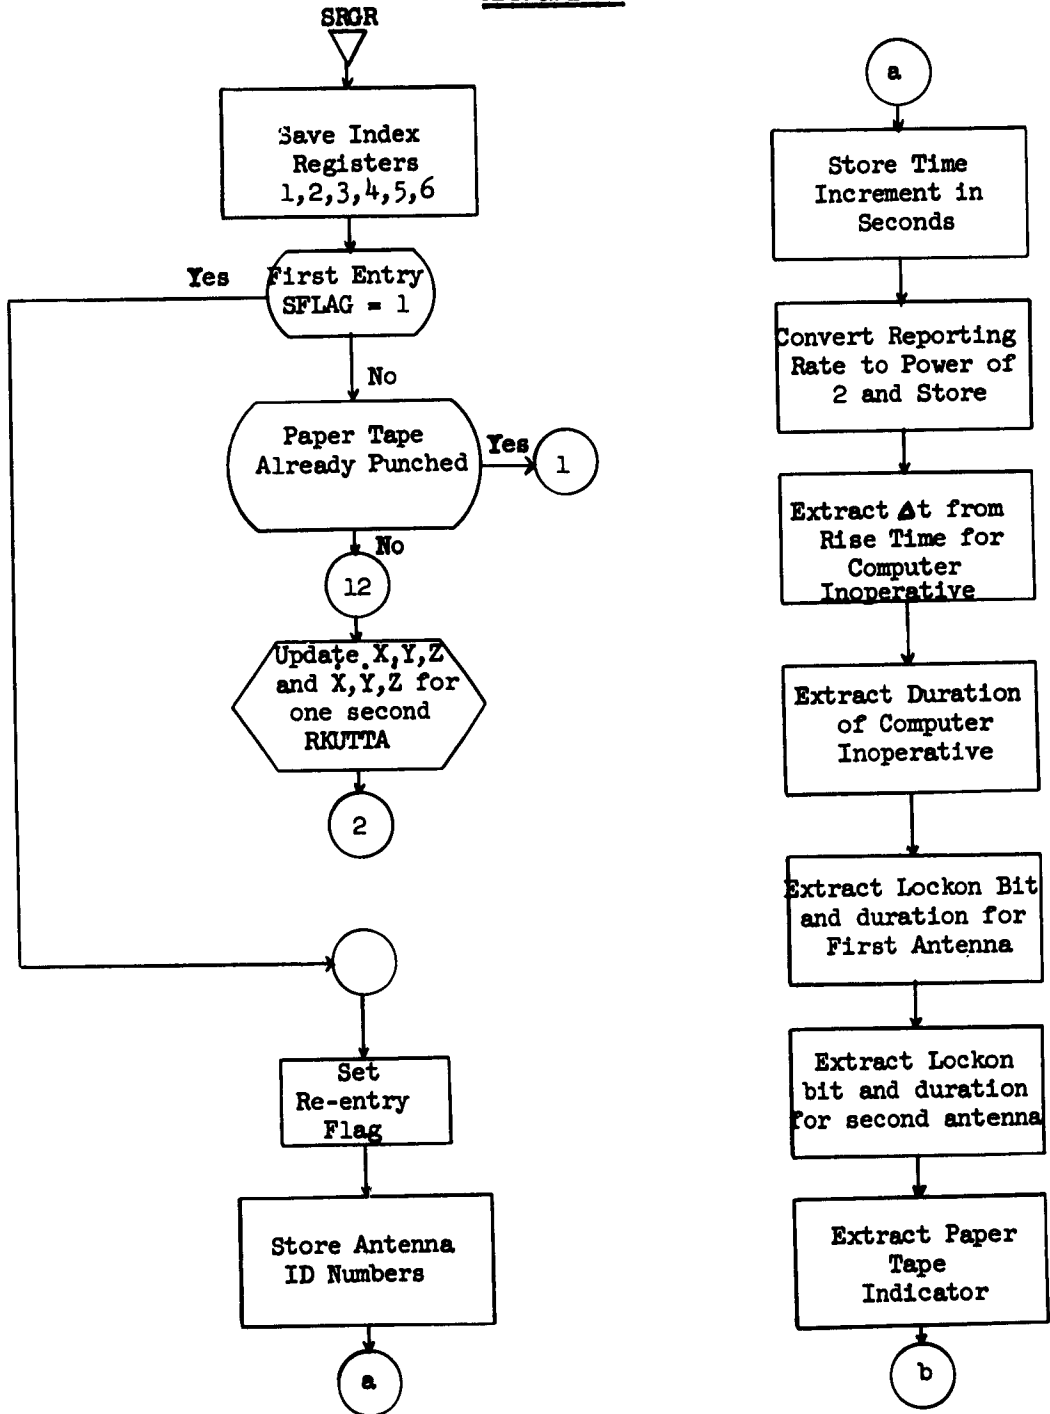 SRGR
Save Index
Registers
1,2,3,4,5,6
Yes
First Entry
SFLAG = 1
No
Paper Tape
Already Punched
Yes
1
No
12
Update X,Y,Z
and Ẋ,Ẏ,Ż for
one second
RKUTTA
2
Set
Re-entry
Flag
Store Antenna
ID Numbers
a
a
Store Time
Increment in
Seconds
Convert Reporting
Rate to Power of
2 and Store
Extract Δt from
Rise Time for
Computer
Inoperative
Extract Duration
of Computer
Inoperative
Extract Lockon Bit
and duration for
First Antenna
Extract Lockon
bit and duration
for second antenna
Extract Paper
Tape
Indicator
b